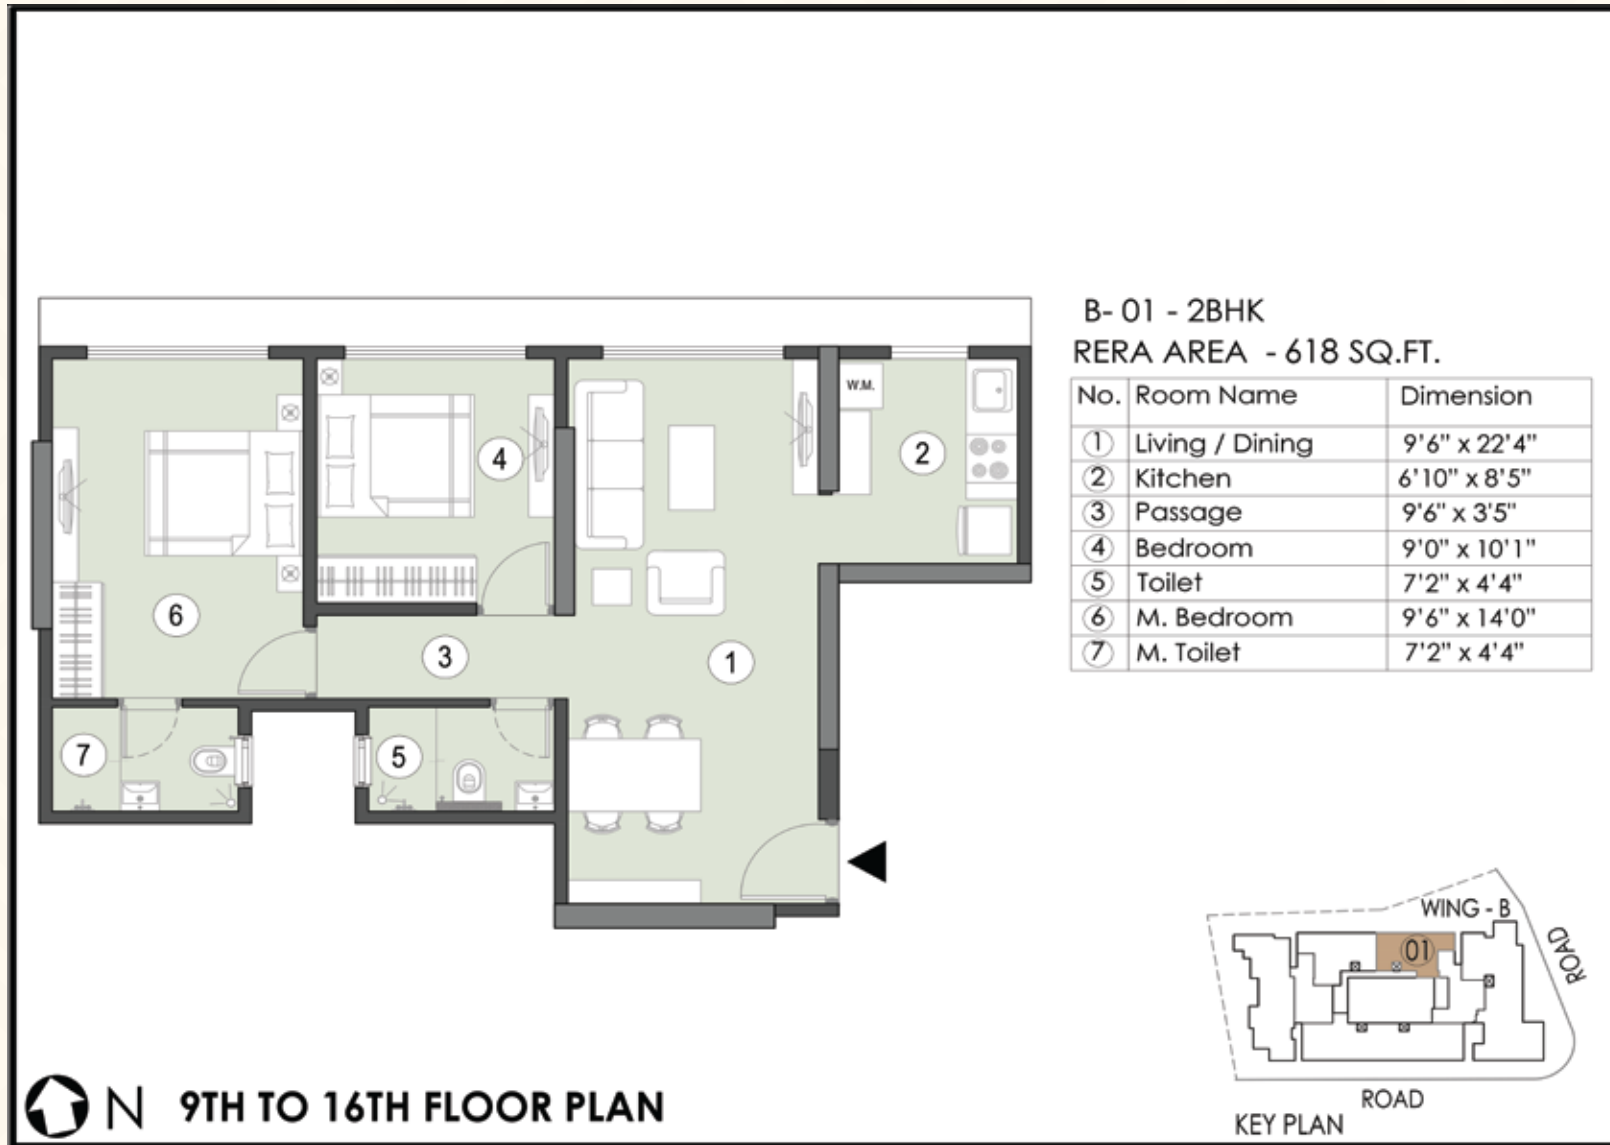 B- 01 - 2BHK
RERA AREA - 618 SQ.FT.
No. Room Name Dimension
1 Living / Dining 9'6" x 22'4"
2 Kitchen 6'10" x 8'5"
3 Passage 9'6" x 3'5"
4 Bedroom 9'0" x 10'1"
5 Toilet 7'2" x 4'4"
6 M. Bedroom 9'6" x 14'0"
7 M. Toilet 7'2" x 4'4"
W.M.
2
4
6
3
1
7
5
WING - B
01
ROAD
ROAD
KEY PLAN
N 9TH TO 16TH FLOOR PLAN